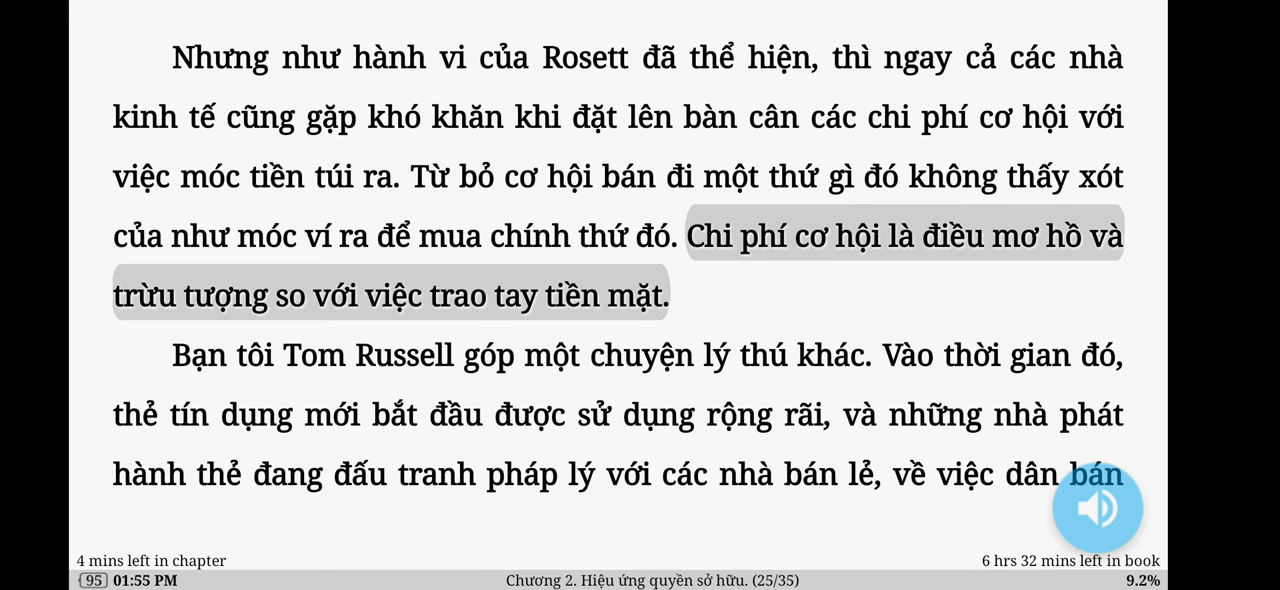 Nhưng như hành vi của Rosett đã thể hiện, thì ngay cả các nhà
kinh tế cũng gặp khó khăn khi đặt lên bàn cân các chi phí cơ hội với
việc móc tiền túi ra. Từ bỏ cơ hội bán đi một thứ gì đó không thấy xót
của như móc ví ra để mua chính thứ đó. Chi phí cơ hội là điều mơ hồ và
trừu tượng so với việc trao tay tiền mặt.
Bạn tôi Tom Russell góp một chuyện lý thú khác. Vào thời gian đó,
thẻ tín dụng mới bắt đầu được sử dụng rộng rãi, và những nhà phát
hành thẻ đang đấu tranh pháp lý với các nhà bán lẻ, về việc dân bán
4 mins left in chapter
6 hrs 32 mins left in book
95 01:55 PM
Chương 2. Hiệu ứng quyền sở hữu. (25/35)
9.2%